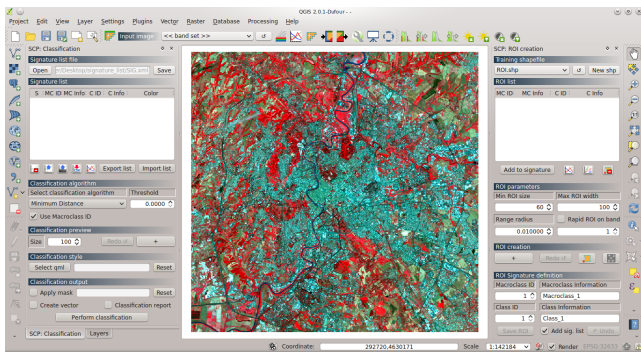 QGIS 2.0.1-Dufour - -
Project Edit View Layer Settings Plugins Vector Raster Database Processing Help
Input image: << band set >>
SCP: Classification
Signature list file
Open /Desktop/signature_list/SIG.xml Save
Signature list
S MC ID MC Info C ID C Info Color
Export list Import list
Classification algorithm
Select classification algorithm Threshold
Minimum Distance 0.0000
Use Macroclass ID
Classification preview
Size 100 Redo +
Classification style
Select qml Reset
Classification output
Apply mask Reset
Create vector Classification report
Perform classification
SCP: Classification Layers
SCP: ROI creation
Training shapefile
ROI.shp New shp
ROI list
MC ID MC Info C ID C Info
Add to signature
ROI parameters
Min ROI size Max ROI width
60 100
Range radius Rapid ROI on band
0.010000 1
ROI creation
+ Redo
ROI Signature definition
Macroclass ID Macroclass Information
1 Macroclass_1
Class ID Class Information
1 Class_1
Save ROI Add sig. list Undo
Coordinate: 292720,4630171 Scale 1:142184 Render EPSG:32633